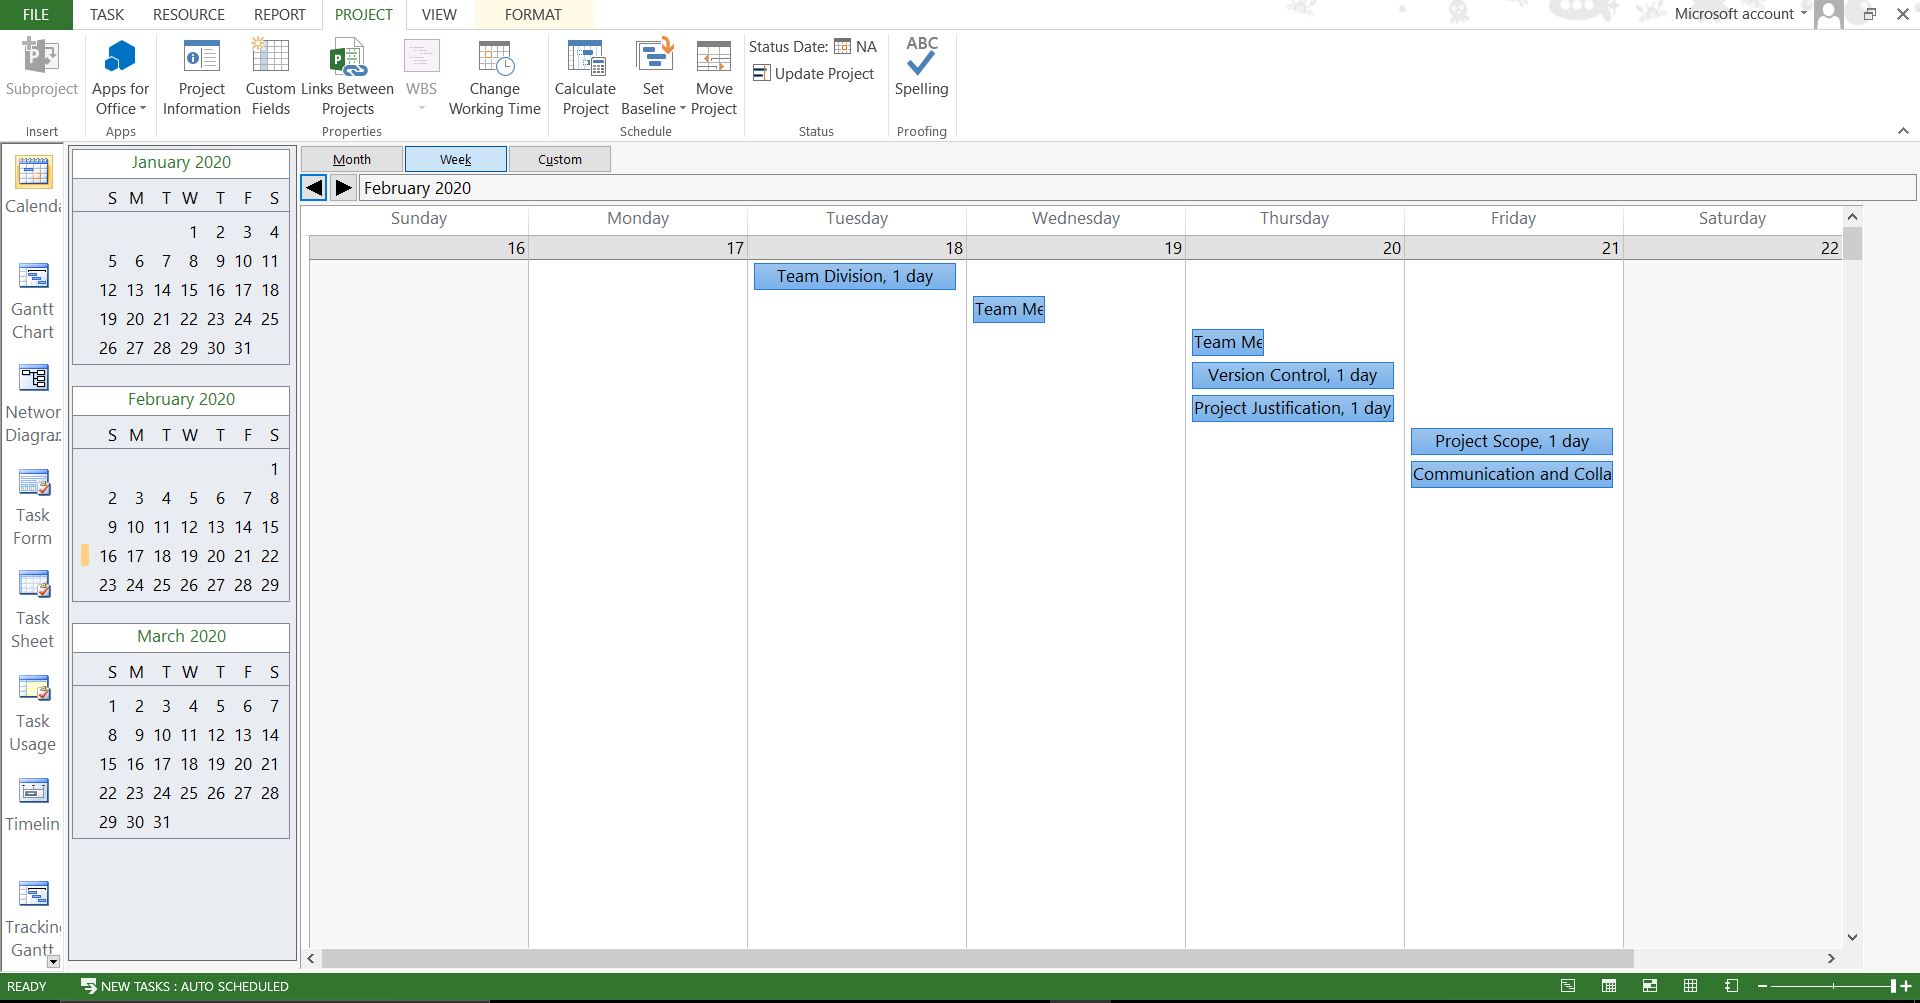 FILE TASK RESOURCE REPORT PROJECT VIEW FORMAT Microsoft account
Subproject
Apps for
Office
Project
Information
Custom
Fields
Links Between
Projects
WBS
Change
Working Time
Calculate
Project
Set
Baseline
Move
Project
Status Date: NA
Update Project
ABC
Spelling
Insert Apps Properties Schedule Status Proofing
Calenda
Gantt
Chart
Networ
Diagra
Task
Form
Task
Sheet
Task
Usage
Timelin
Trackin
Gantt
January 2020
S M T W T F S
1 2 3 4
5 6 7 8 9 10 11
12 13 14 15 16 17 18
19 20 21 22 23 24 25
26 27 28 29 30 31
February 2020
S M T W T F S
1
2 3 4 5 6 7 8
9 10 11 12 13 14 15
16 17 18 19 20 21 22
23 24 25 26 27 28 29
March 2020
S M T W T F S
1 2 3 4 5 6 7
8 9 10 11 12 13 14
15 16 17 18 19 20 21
22 23 24 25 26 27 28
29 30 31
Month Week Custom
February 2020
Sunday Monday Tuesday Wednesday Thursday Friday Saturday
16 17 18 19 20 21 22
Team Division, 1 day
Team Me
Team Me
Version Control, 1 day
Project Justification, 1 day
Project Scope, 1 day
Communication and Colla
READY NEW TASKS : AUTO SCHEDULED